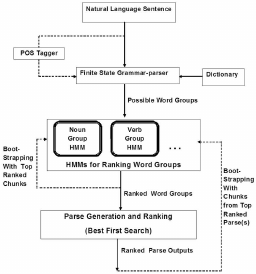 Natural Language Sentence
POS Tagger
Finite State Grammar-parser
Dictionary
Possible Word Groups
Noun
Group
HMM
Verb
Group
HMM
. . .
HMMs for Ranking Word Groups
Boot-
Strapping
With Top
Ranked
Chunks
Ranked Word Groups
Boot-
Strapping
With
Chunks
from Top
Ranked
Parse(s)
Parse Generation and Ranking
(Best First Search)
Ranked Parse Outputs